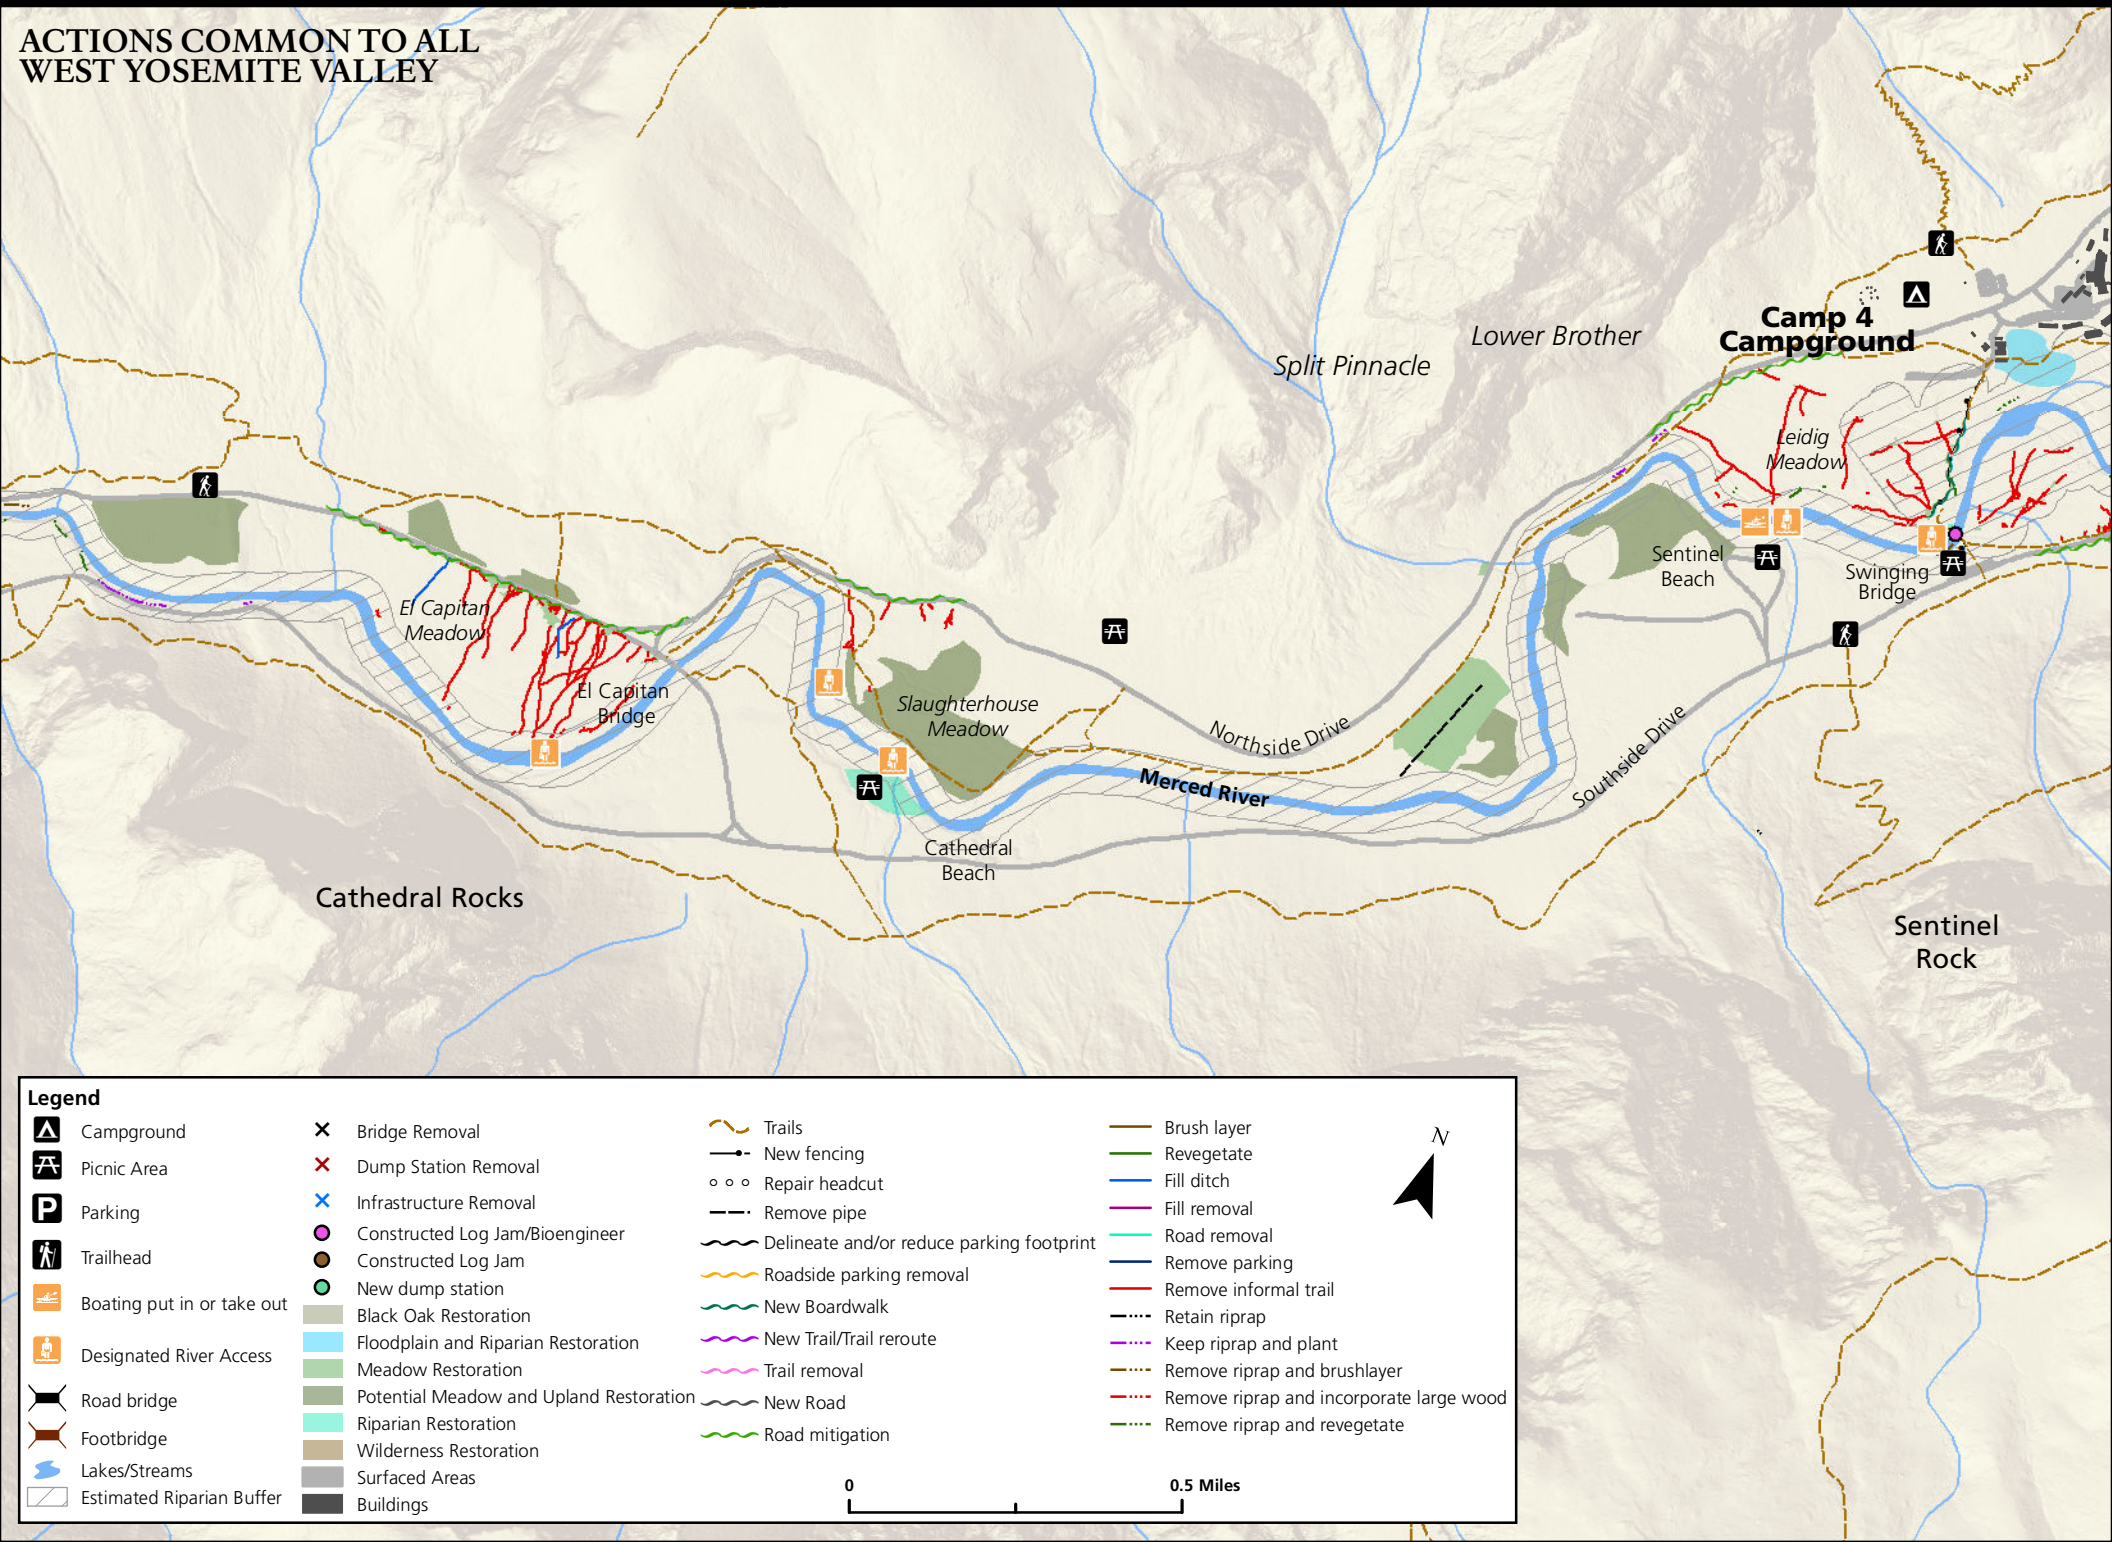 ACTIONS COMMON TO ALL
WEST YOSEMITE VALLEY
Lower Brother
Split Pinnacle
Camp 4
Campground
Leidig
Meadow
Sentinel
Beach
Swinging
Bridge
El Capitan
Meadow
El Capitan
Bridge
Slaughterhouse
Meadow
Northside Drive
Southside Drive
Merced River
Cathedral
Beach
Cathedral Rocks
Sentinel
Rock
Legend
Campground
Picnic Area
P
Parking
Trailhead
Boating put in or take out
Designated River Access
Road bridge
Footbridge
Lakes/Streams
Estimated Riparian Buffer
Bridge Removal
Dump Station Removal
Infrastructure Removal
Constructed Log Jam/Bioengineer
Constructed Log Jam
New dump station
Black Oak Restoration
Floodplain and Riparian Restoration
Meadow Restoration
Potential Meadow and Upland Restoration
Riparian Restoration
Wilderness Restoration
Surfaced Areas
Buildings
Trails
New fencing
Repair headcut
Remove pipe
Delineate and/or reduce parking footprint
Roadside parking removal
New Boardwalk
New Trail/Trail reroute
Trail removal
New Road
Road mitigation
Brush layer
Revegetate
Fill ditch
Fill removal
Road removal
Remove parking
Remove informal trail
Retain riprap
Keep riprap and plant
Remove riprap and brushlayer
Remove riprap and incorporate large wood
Remove riprap and revegetate
N
0 0.5 Miles